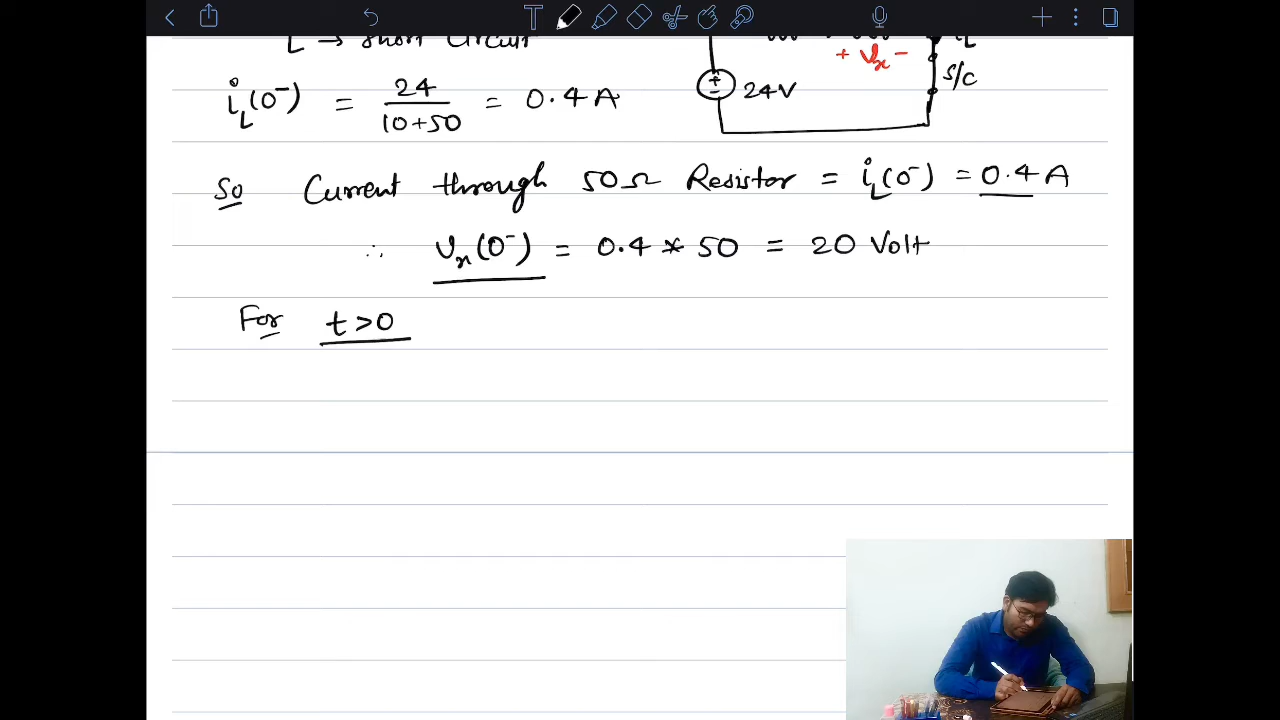 L → Short Circuit
+ Vx −
iL
S/C
24V
+
−
iL(0⁻) = 24 / (10+50) = 0.4 A
So Current through 50Ω Resistor = iL(0⁻) = 0.4 A
∴ Vx(0⁻) = 0.4 * 50 = 20 Volt
For t>0